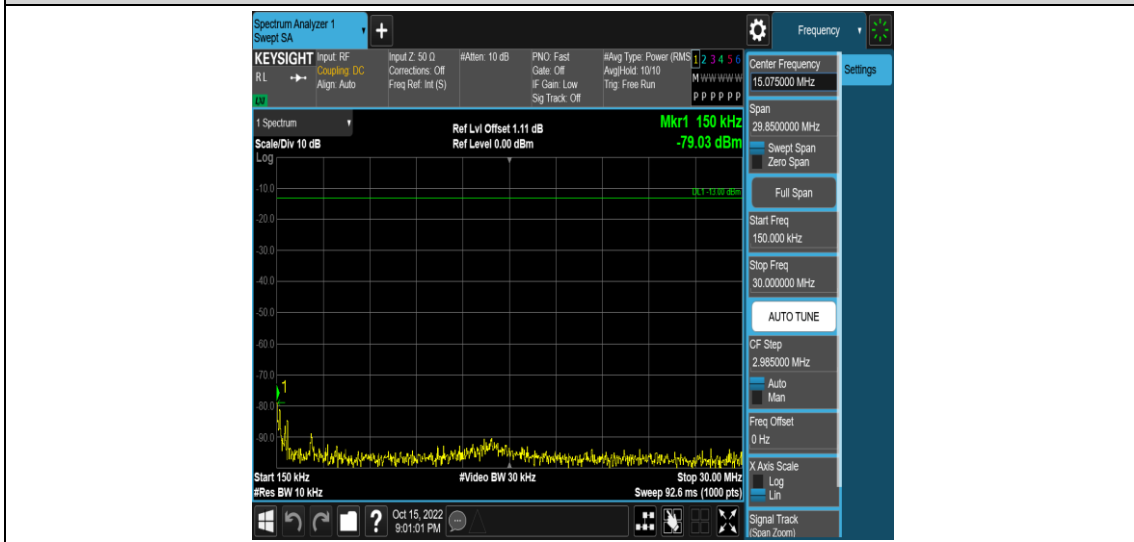 Spectrum Analyzer 1
Swept SA
+
Frequency
KEYSIGHT
RL
LXI
Input: RF
Coupling: DC
Align: Auto
Input Z: 50 Ω
Corrections: Off
Freq Ref: Int (S)
#Atten: 10 dB
PNO: Fast
Gate: Off
IF Gain: Low
Sig Track: Off
#Avg Type: Power (RMS
Avg|Hold: 10/10
Trig: Free Run
1 2 3 4 5 6
M W W W W W
P P P P P P
Center Frequency
15.075000 MHz
Settings
1 Spectrum
Ref Lvl Offset 1.11 dB
Mkr1 150 kHz
Scale/Div 10 dB
Ref Level 0.00 dBm
-79.03 dBm
Span
29.8500000 MHz
Swept Span
Zero Span
Log
-10.0
DL1 -13.00 dBm
Full Span
-20.0
Start Freq
150.000 kHz
-30.0
Stop Freq
30.000000 MHz
-40.0
-50.0
AUTO TUNE
-60.0
CF Step
2.985000 MHz
-70.0
1
Auto
Man
-80.0
Freq Offset
0 Hz
-90.0
X Axis Scale
Log
Lin
Start 150 kHz
#Video BW 30 kHz
Stop 30.00 MHz
#Res BW 10 kHz
Sweep 92.6 ms (1000 pts)
?
Oct 15, 2022
9:01:01 PM
Signal Track
(Span Zoom)